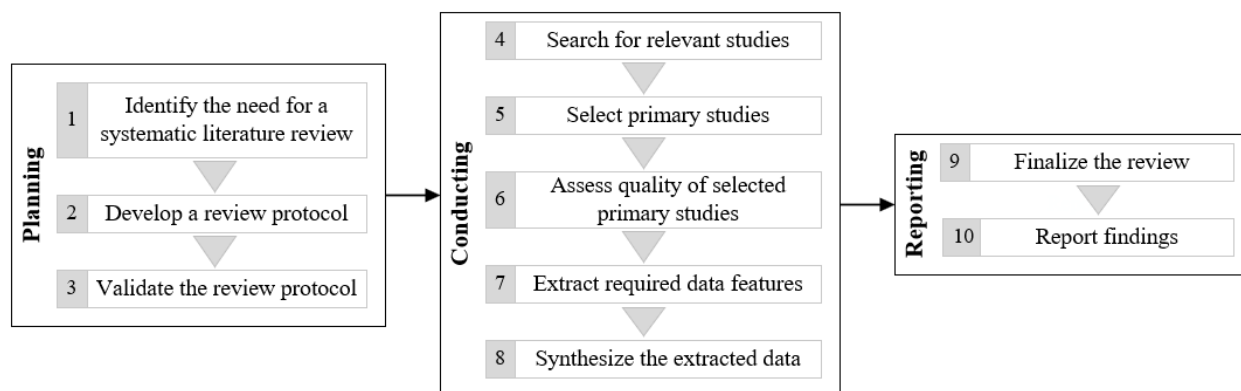 Planning
1
Identify the need for a
systematic literature review
2
Develop a review protocol
3
Validate the review protocol
Conducting
4
Search for relevant studies
5
Select primary studies
6
Assess quality of selected
primary studies
7
Extract required data features
8
Synthesize the extracted data
Reporting
9
Finalize the review
10
Report findings